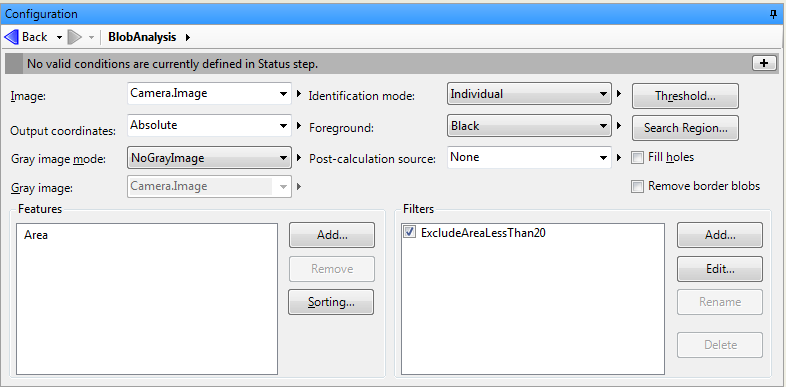 Configuration
Back BlobAnalysis
No valid conditions are currently defined in Status step.
Image: Camera.Image Identification mode: Individual Threshold...
Output coordinates: Absolute Foreground: Black Search Region...
Gray image mode: NoGrayImage Post-calculation source: None Fill holes
Gray image: Camera.Image Remove border blobs
Features Filters
Area Add... ExcludeAreaLessThan20 Add...
Remove Edit...
Sorting... Rename
Delete